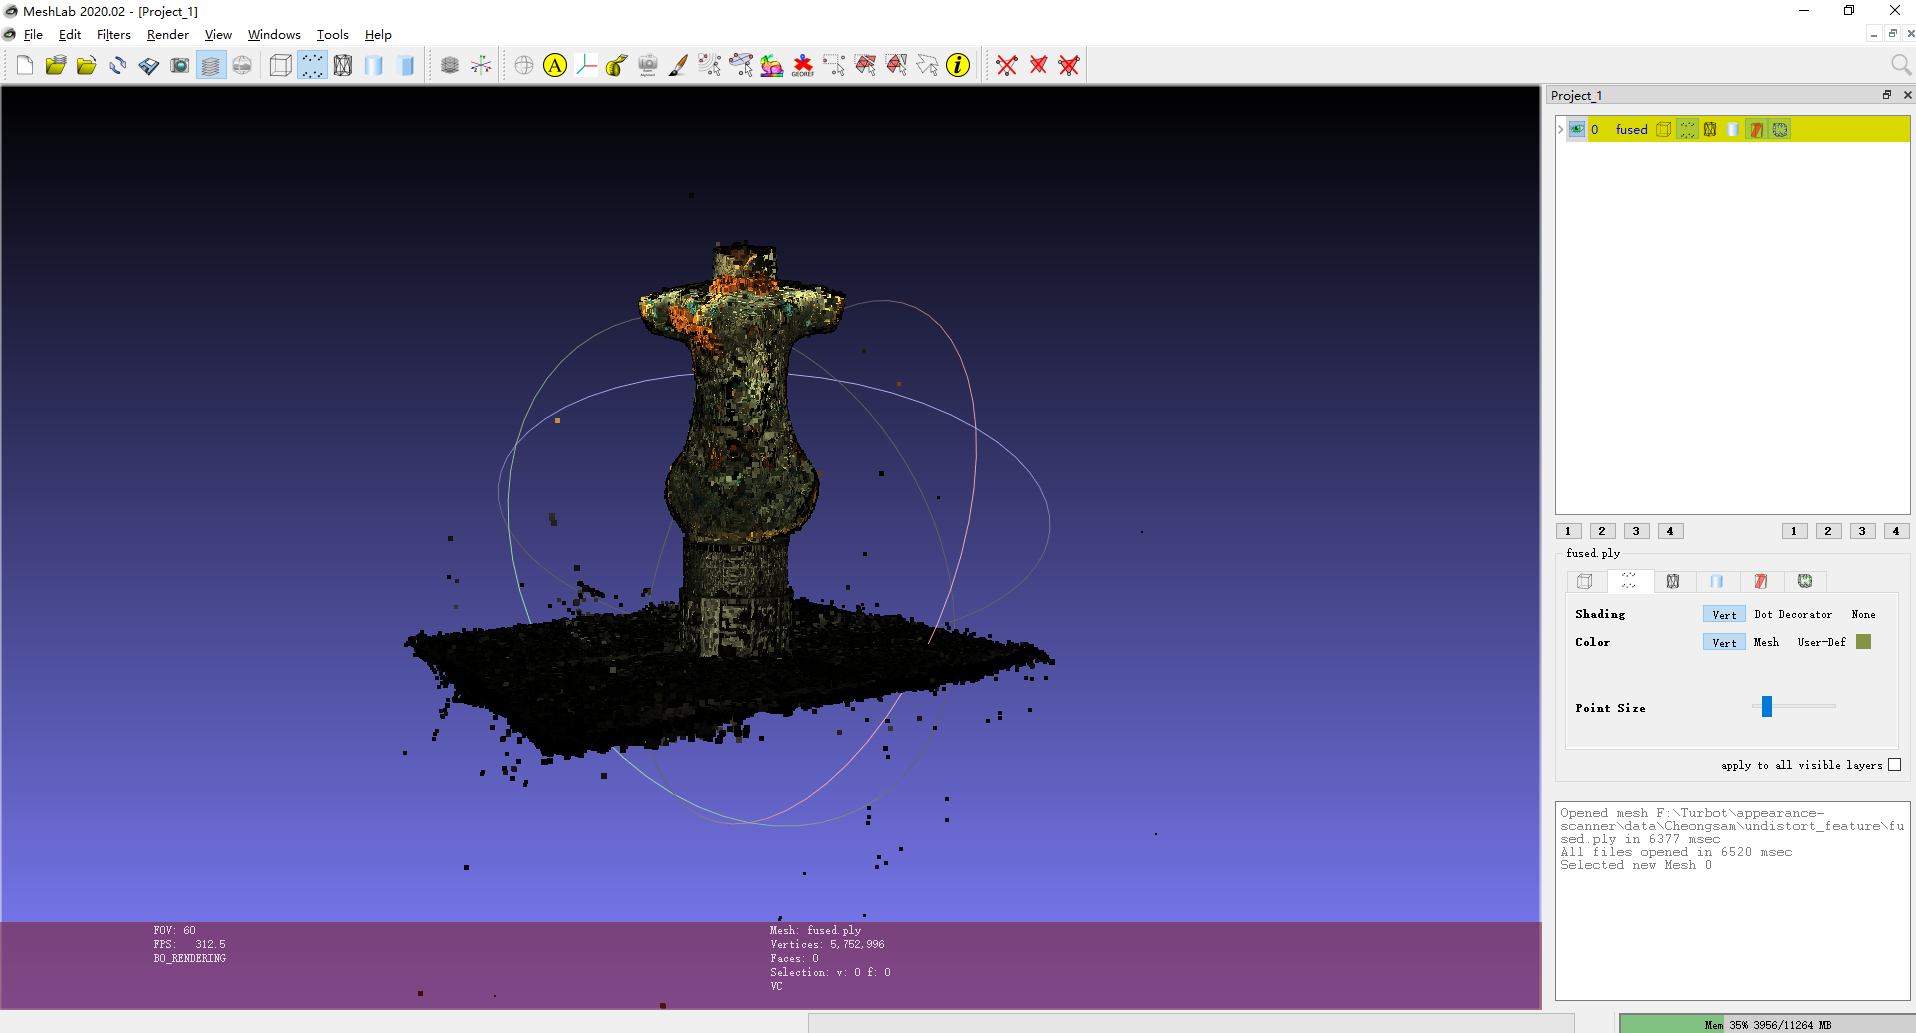 MeshLab 2020.02 - [Project_1]
File Edit Filters Render View Windows Tools Help
A
GEOREF
i
Project_1
0 fused
1 2 3 4 1 2 3 4
fused.ply
Shading Vert Dot Decorator None
Color Vert Mesh User-Def
Point Size
apply to all visible layers
Opened mesh F:\Turbot\appearance-
scanner\data\Cheongsam\undistort_feature\fu
sed.ply in 6377 msec
All files opened in 6520 msec
Selected new Mesh 0
FOV: 60
FPS: 312.5
BO_RENDERING
Mesh: fused.ply
Vertices: 5,752,996
Faces: 0
Selection: v: 0 f: 0
VC
Mem 35% 3956/11264 MB